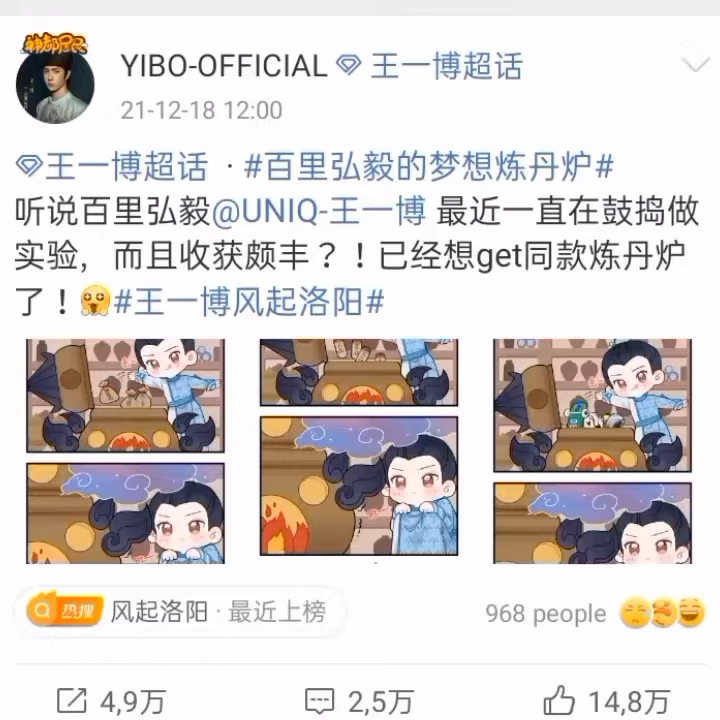 YIBO-OFFICIAL 王一博超话
21-12-18 12:00
王一博超话 · #百里弘毅的梦想炼丹炉#
听说百里弘毅@UNIQ-王一博 最近一直在鼓捣做
实验，而且收获颇丰？！已经想get同款炼丹炉
了！#王一博风起洛阳#
热搜 风起洛阳 · 最近上榜
968 people
4,9万 2,5万 14,8万